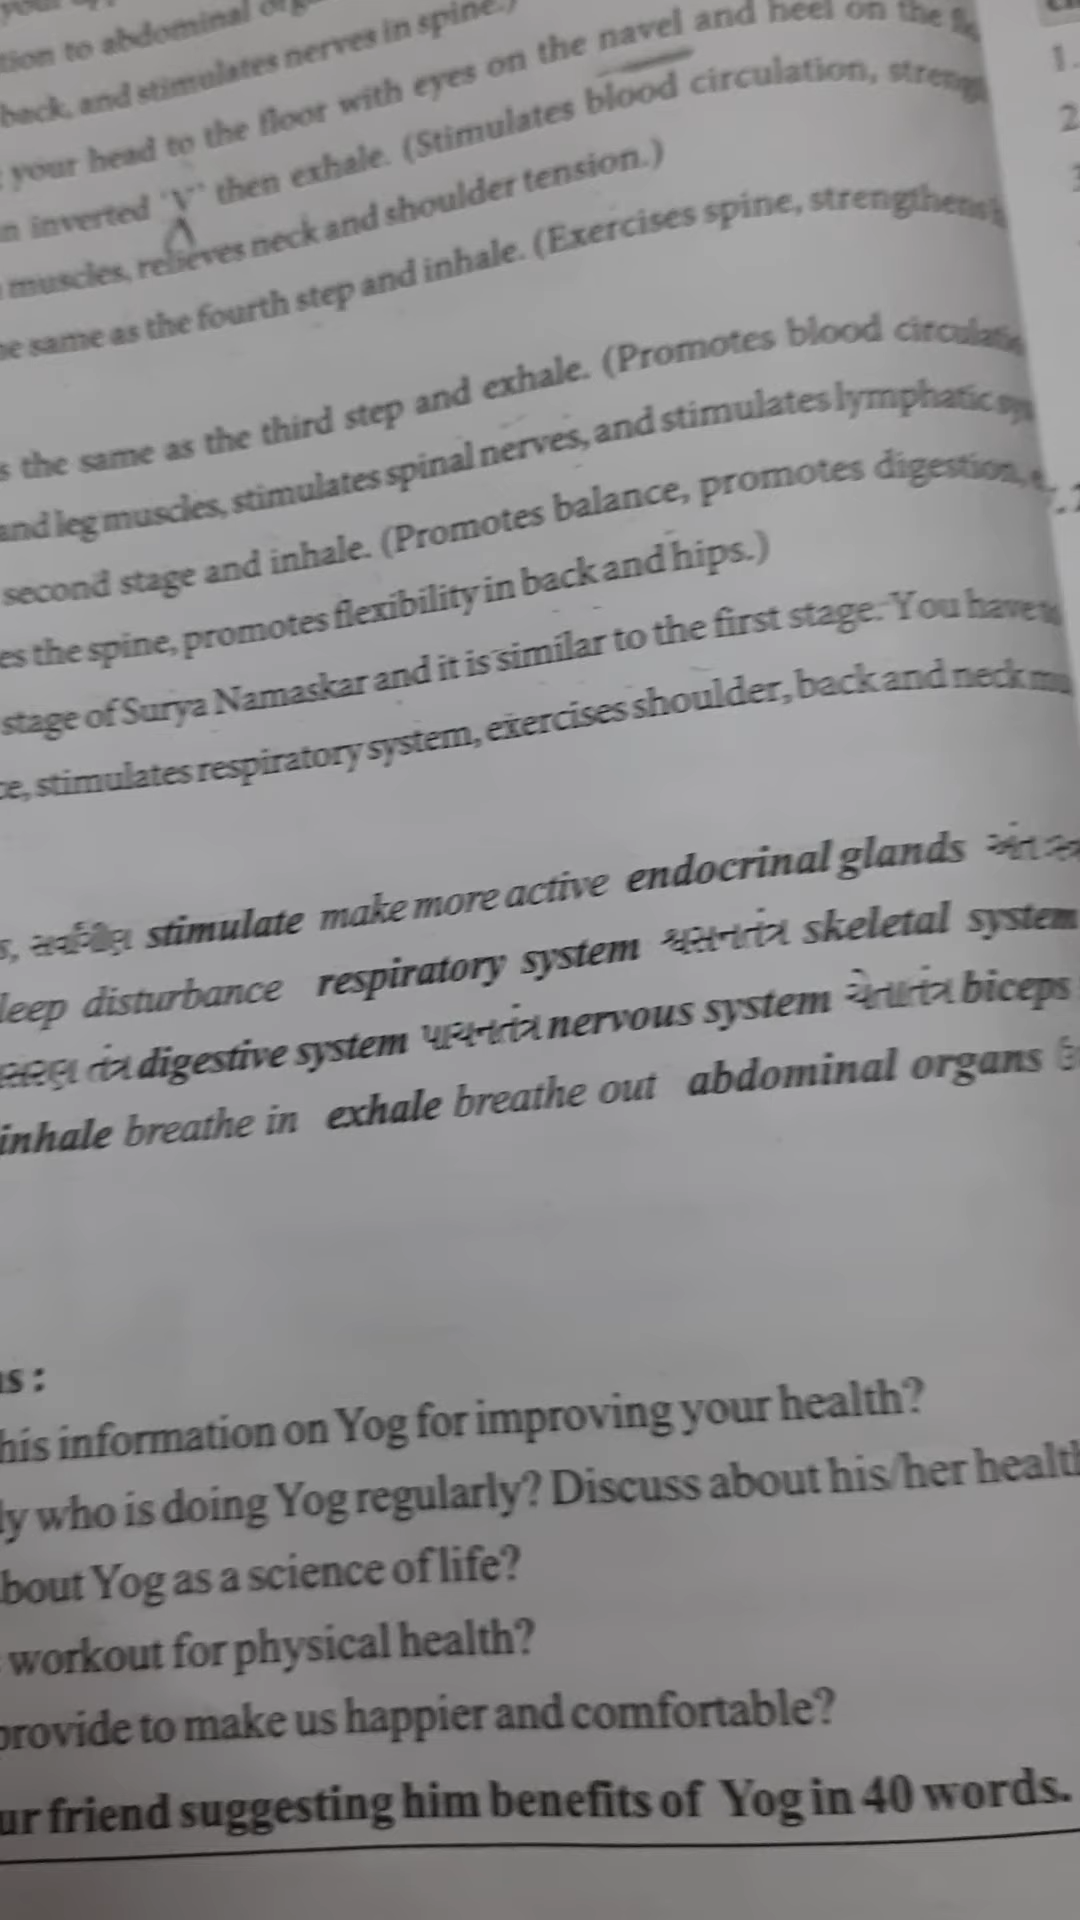 tion to abdominal
back, and stimulates nerves in spine.)
your head to the floor with eyes on the navel and heel on the
n inverted 'V' then exhale. (Stimulates blood circulation,
muscles, relieves neck and shoulder tension.)
he same as the fourth step and inhale. (Exercises spine, strengthens
s the same as the third step and exhale. (Promotes blood
and leg muscles, stimulates spinal nerves, and stimulates lymphatic
second stage and inhale. (Promotes balance, promotes digestion,
es the spine, promotes flexibility in back and hips.)
stage of Surya Namaskar and it is similar to the first stage. You have
ce, stimulates respiratory system, exercises shoulder, back and neck
stimulate make more active endocrinal glands
leep disturbance respiratory system શ્વસનતંત્ર skeletal system
digestive system પાચનતંત્ર nervous system ચેતાતંત્ર biceps
inhale breathe in exhale breathe out abdominal organs
ns :
his information on Yog for improving your health?
ly who is doing Yog regularly? Discuss about his/her health
bout Yog as a science of life?
workout for physical health?
provide to make us happier and comfortable?
ur friend suggesting him benefits of Yog in 40 words.
1.
2